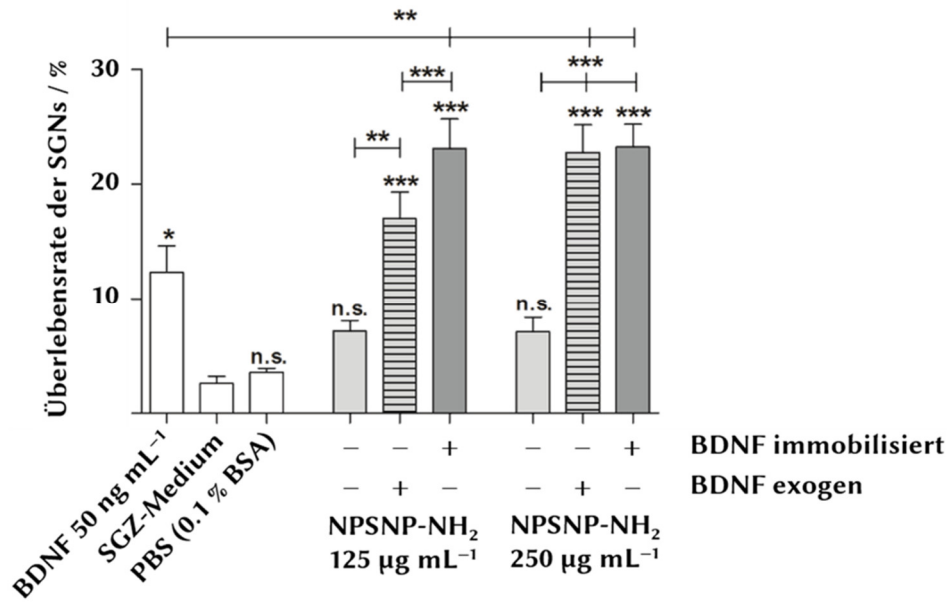 **
30
***
***
***
***
***
**
20
***
*
10
n.s.
n.s.
n.s.
Überlebensrate der SGNs / %
− − + − − + BDNF immobilisiert
− + − − + − BDNF exogen
BDNF 50 ng mL⁻¹
SGZ-Medium
PBS (0.1 % BSA)
NPSNP-NH₂
125 µg mL⁻¹
NPSNP-NH₂
250 µg mL⁻¹